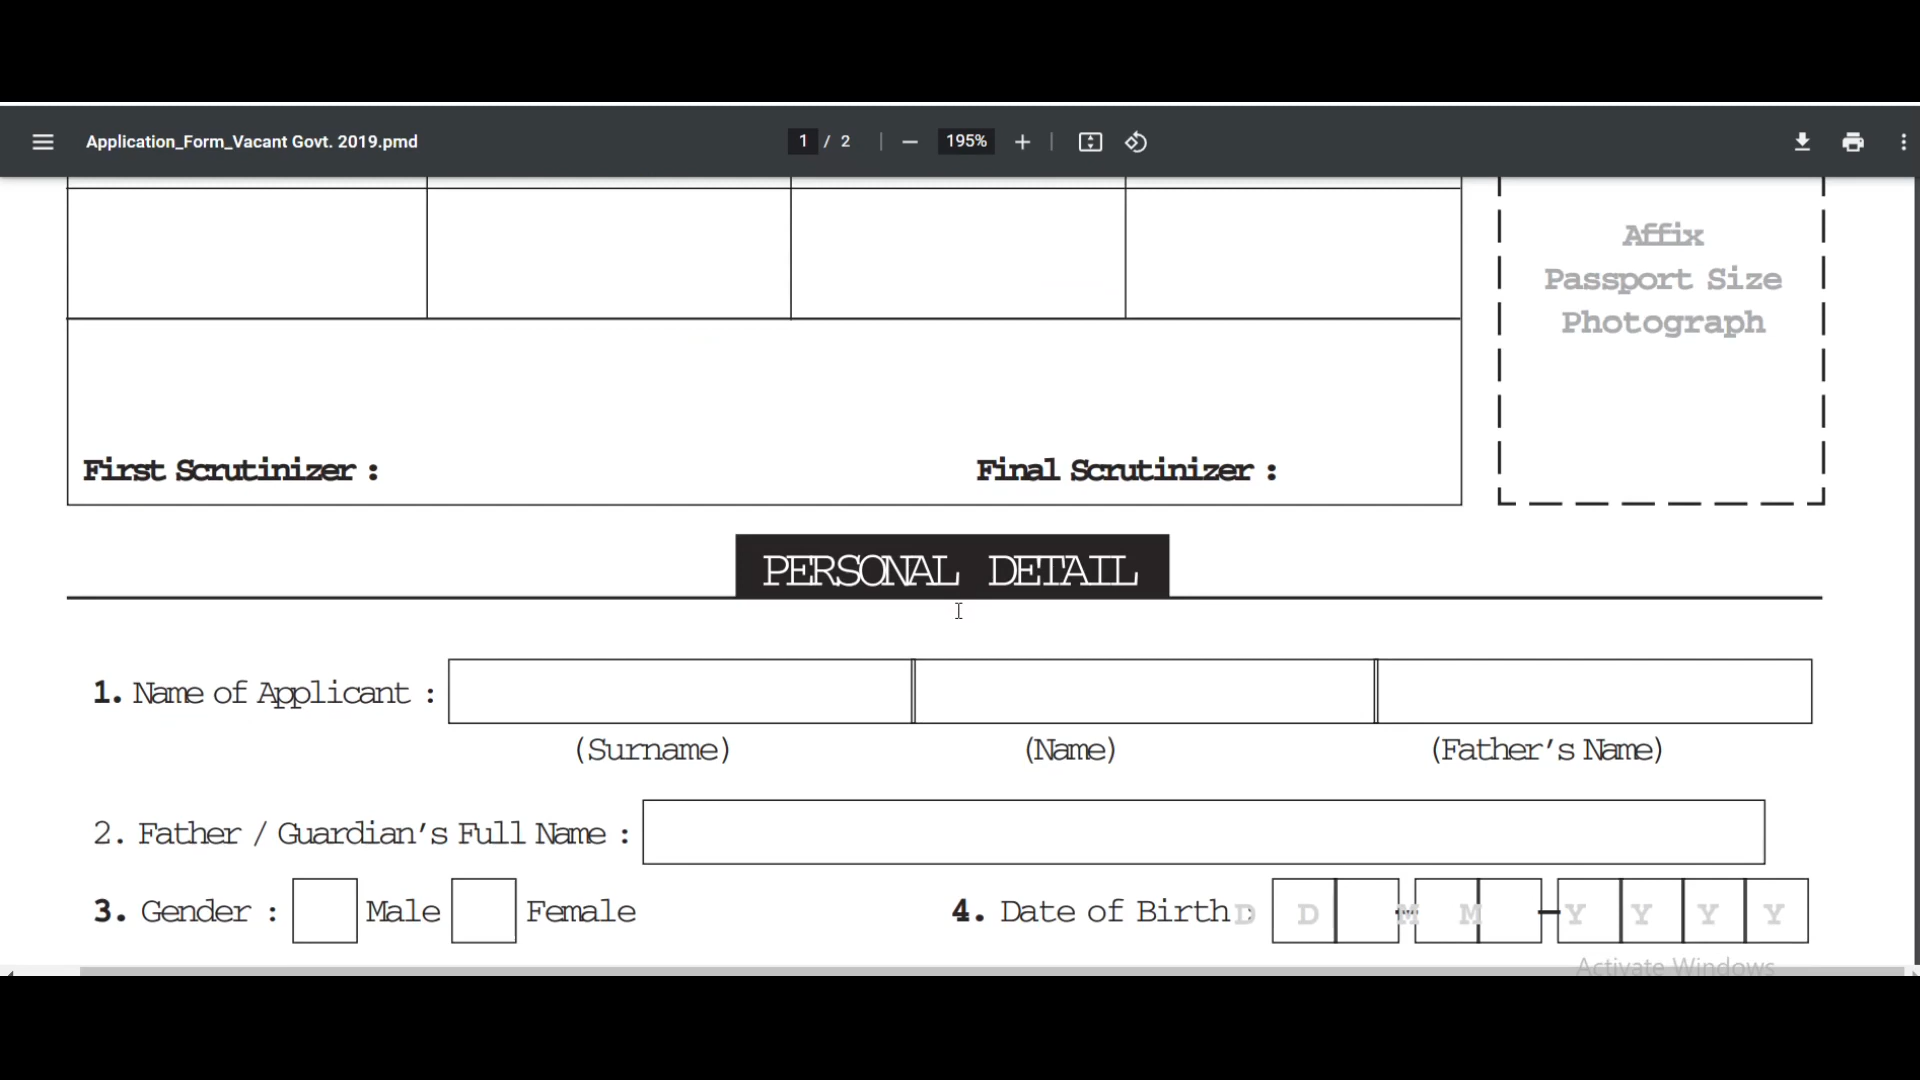 Application_Form_Vacant Govt. 2019.pmd
1 / 2
195%
Affix
Passport Size
Photograph
First Scrutinizer :
Final Scrutinizer :
PERSONAL DETAIL
1. Name of Applicant :
(Surname) (Name) (Father's Name)
2. Father / Guardian's Full Name :
3. Gender : Male Female
4. Date of Birth : D D M M Y Y Y Y
Activate Windows